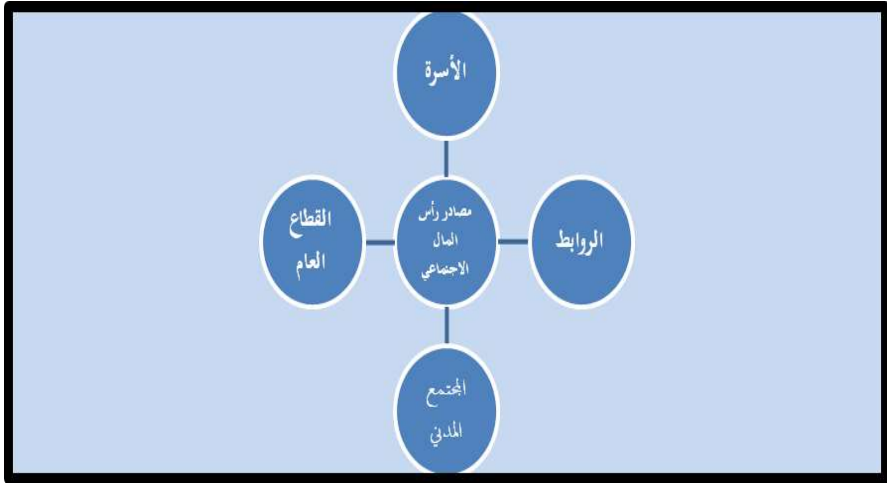 الأسرة
مصادر رأس
المال
الاجتماعي
الروابط
القطاع
العام
المجتمع
المدني